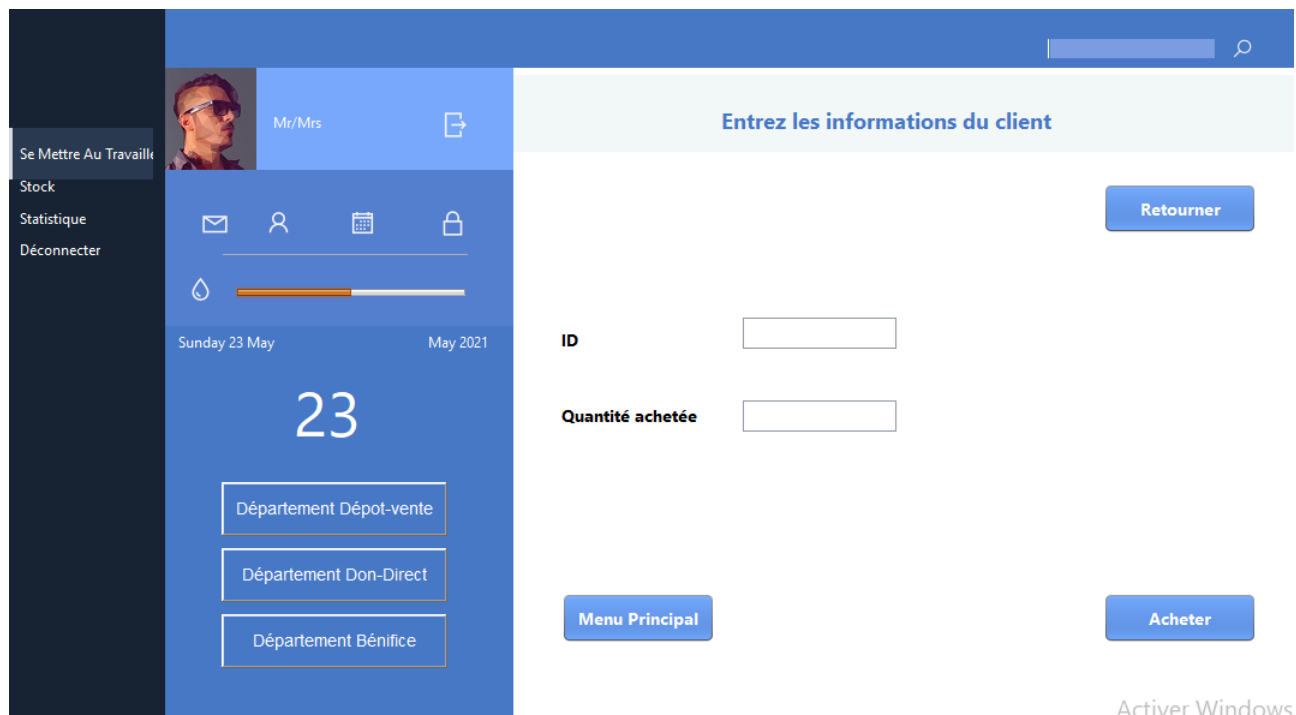 Se Mettre Au Travaille
Stock
Statistique
Déconnecter
Mr/Mrs
Sunday 23 May
May 2021
23
Département Dépot-vente
Département Don-Direct
Département Bénifice
Entrez les informations du client
Retourner
ID
Quantité achetée
Menu Principal
Acheter
Activer Windows